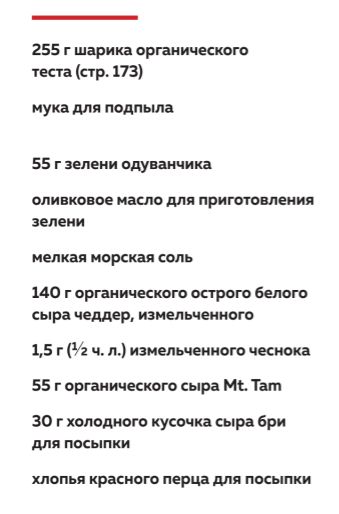 255 г шарика органического
теста (стр. 173)
мука для подпыла
55 г зелени одуванчика
оливковое масло для приготовления
зелени
мелкая морская соль
140 г органического острого белого
сыра чеддер, измельченного
1,5 г (½ ч. л.) измельченного чеснока
55 г органического сыра Mt. Tam
30 г холодного кусочка сыра бри
для посыпки
хлопья красного перца для посыпки